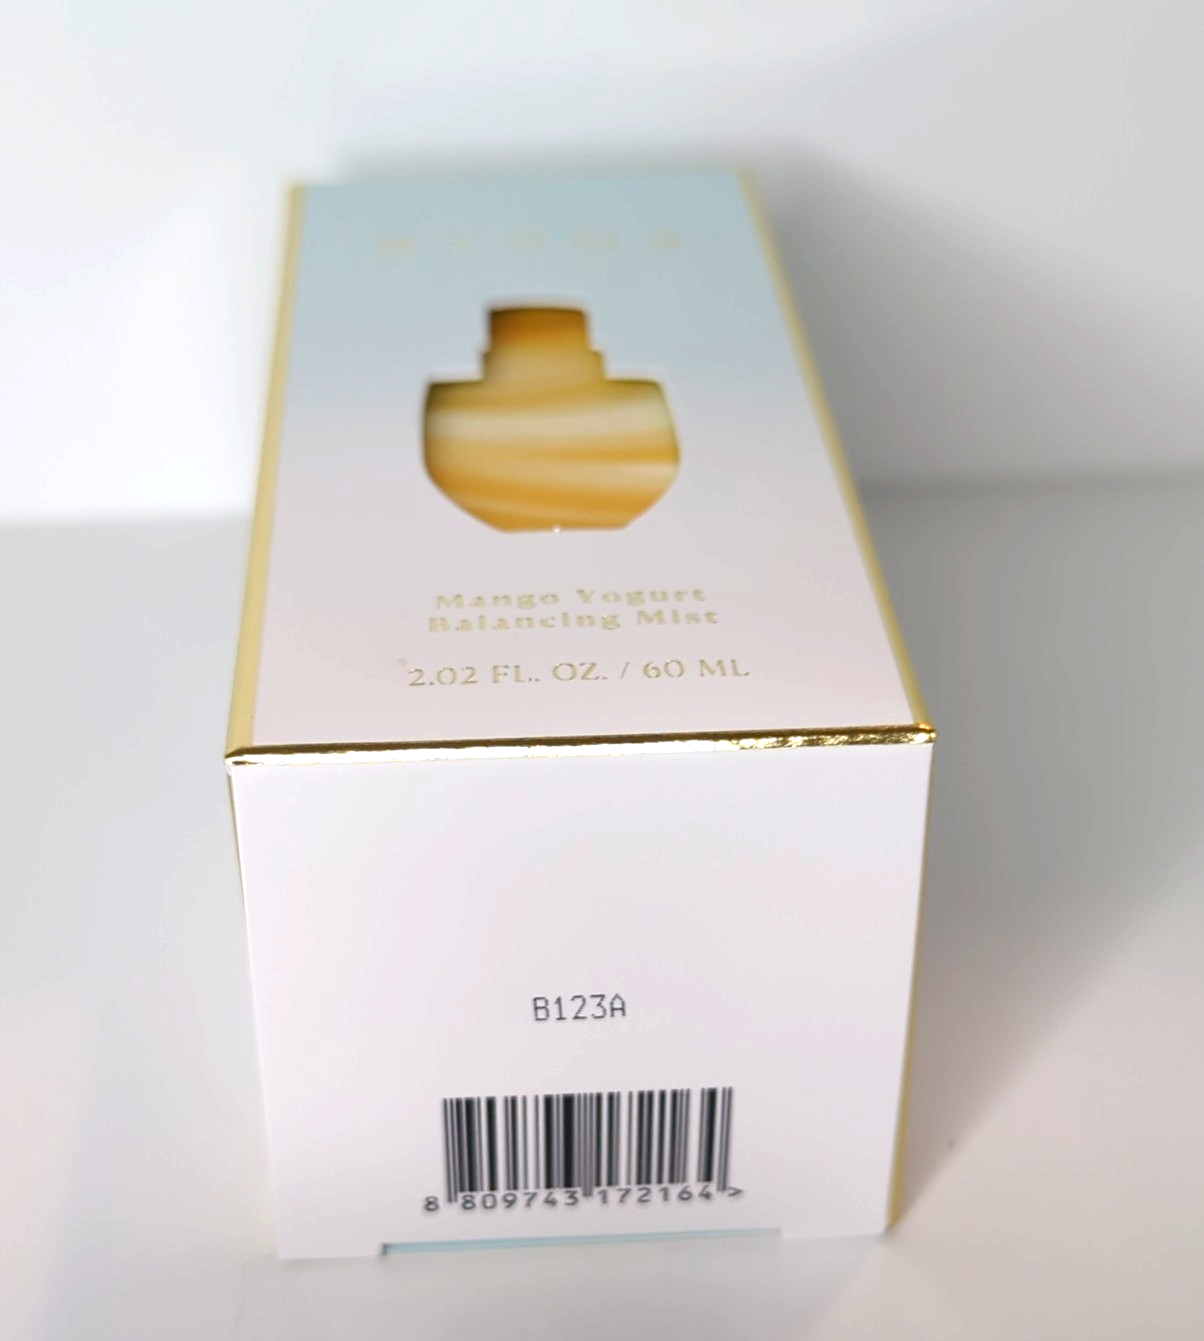 Mango Yogurt
Balancing Mist
2.02 FL. OZ. / 60 ML
B123A
8 809743 172164 >